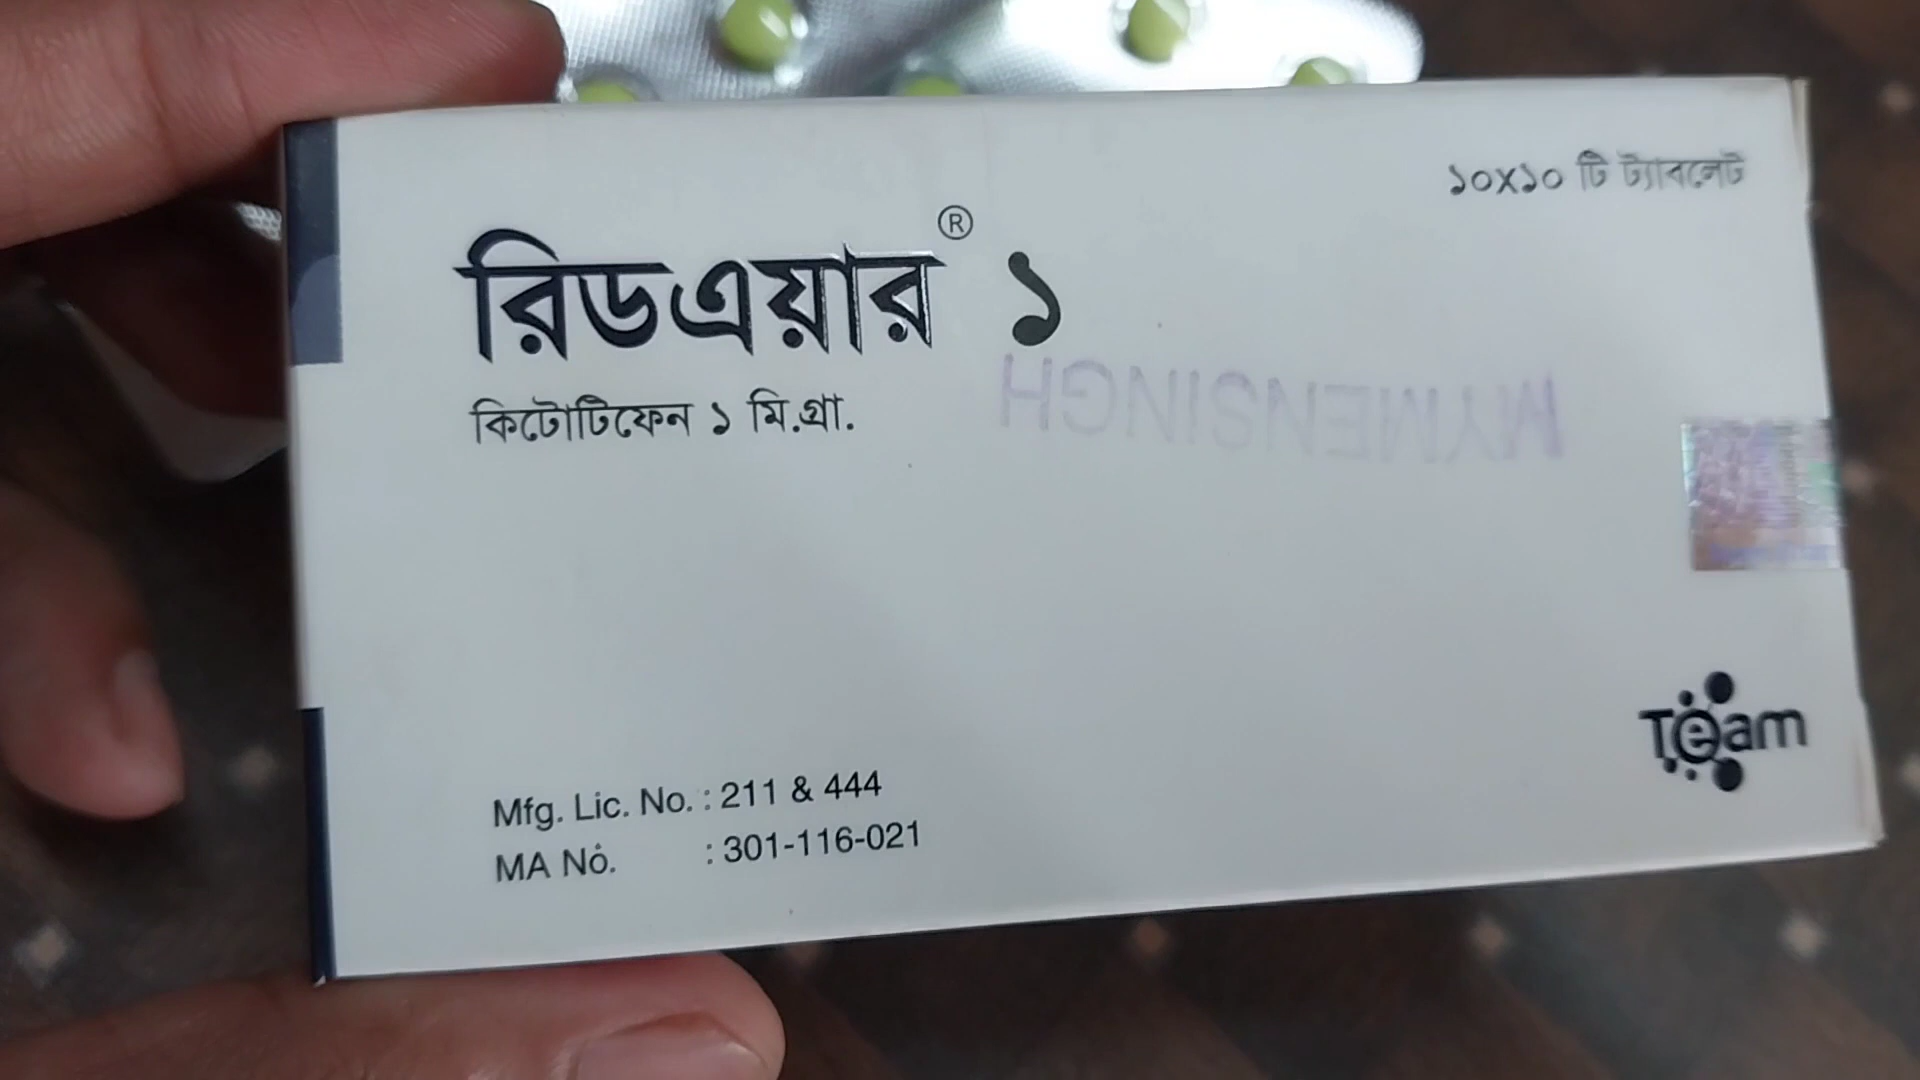 ১০X১০ টি ট্যাবলেট
রিডএয়ার® ১
কিটোটিফেন ১ মি.গ্রা.
MYMENSINGH
Team
Mfg. Lic. No. : 211 & 444
MA No. : 301-116-021